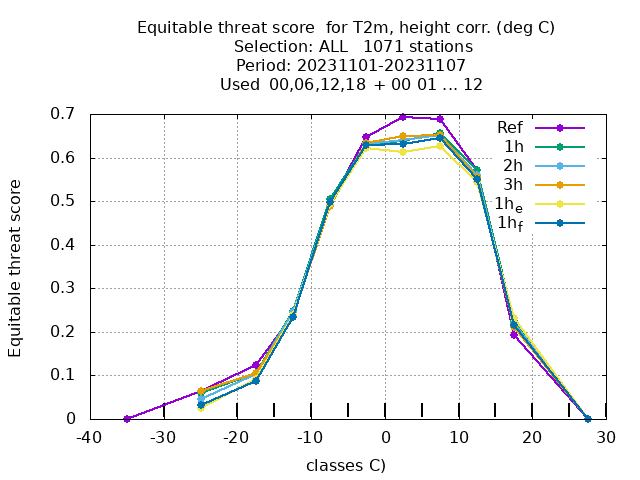 Equitable threat score  for T2m, height corr. (deg C)
Selection: ALL   1071 stations
Period: 20231101-20231107
Used  00,06,12,18  + 00 01 ... 12
Equitable threat score
0.7
0.6
0.5
0.4
0.3
0.2
0.1
0
Ref
1h
2h
3h
1h_e
1h_f
-40 -30 -20 -10 0 10 20 30
classes C)